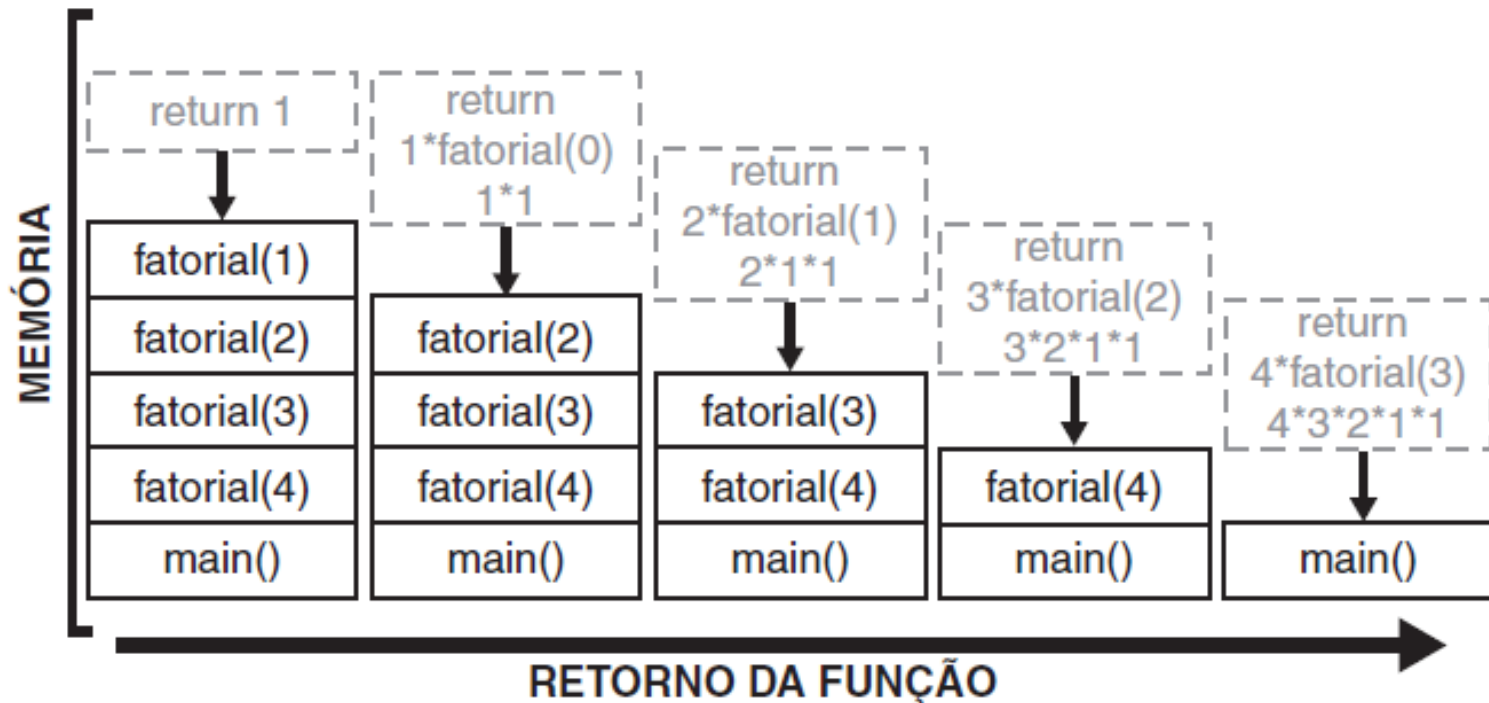 MEMÓRIA
return 1
fatorial(1)
fatorial(2)
fatorial(3)
fatorial(4)
main()
return
1*fatorial(0)
1*1
fatorial(2)
fatorial(3)
fatorial(4)
main()
return
2*fatorial(1)
2*1*1
fatorial(3)
fatorial(4)
main()
return
3*fatorial(2)
3*2*1*1
fatorial(4)
main()
return
4*fatorial(3)
4*3*2*1*1
main()
RETORNO DA FUNÇÃO